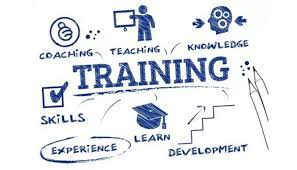 COACHING
TEACHING
KNOWLEDGE
TRAINING
SKILLS
LEARN
EXPERIENCE
DEVELOPMENT